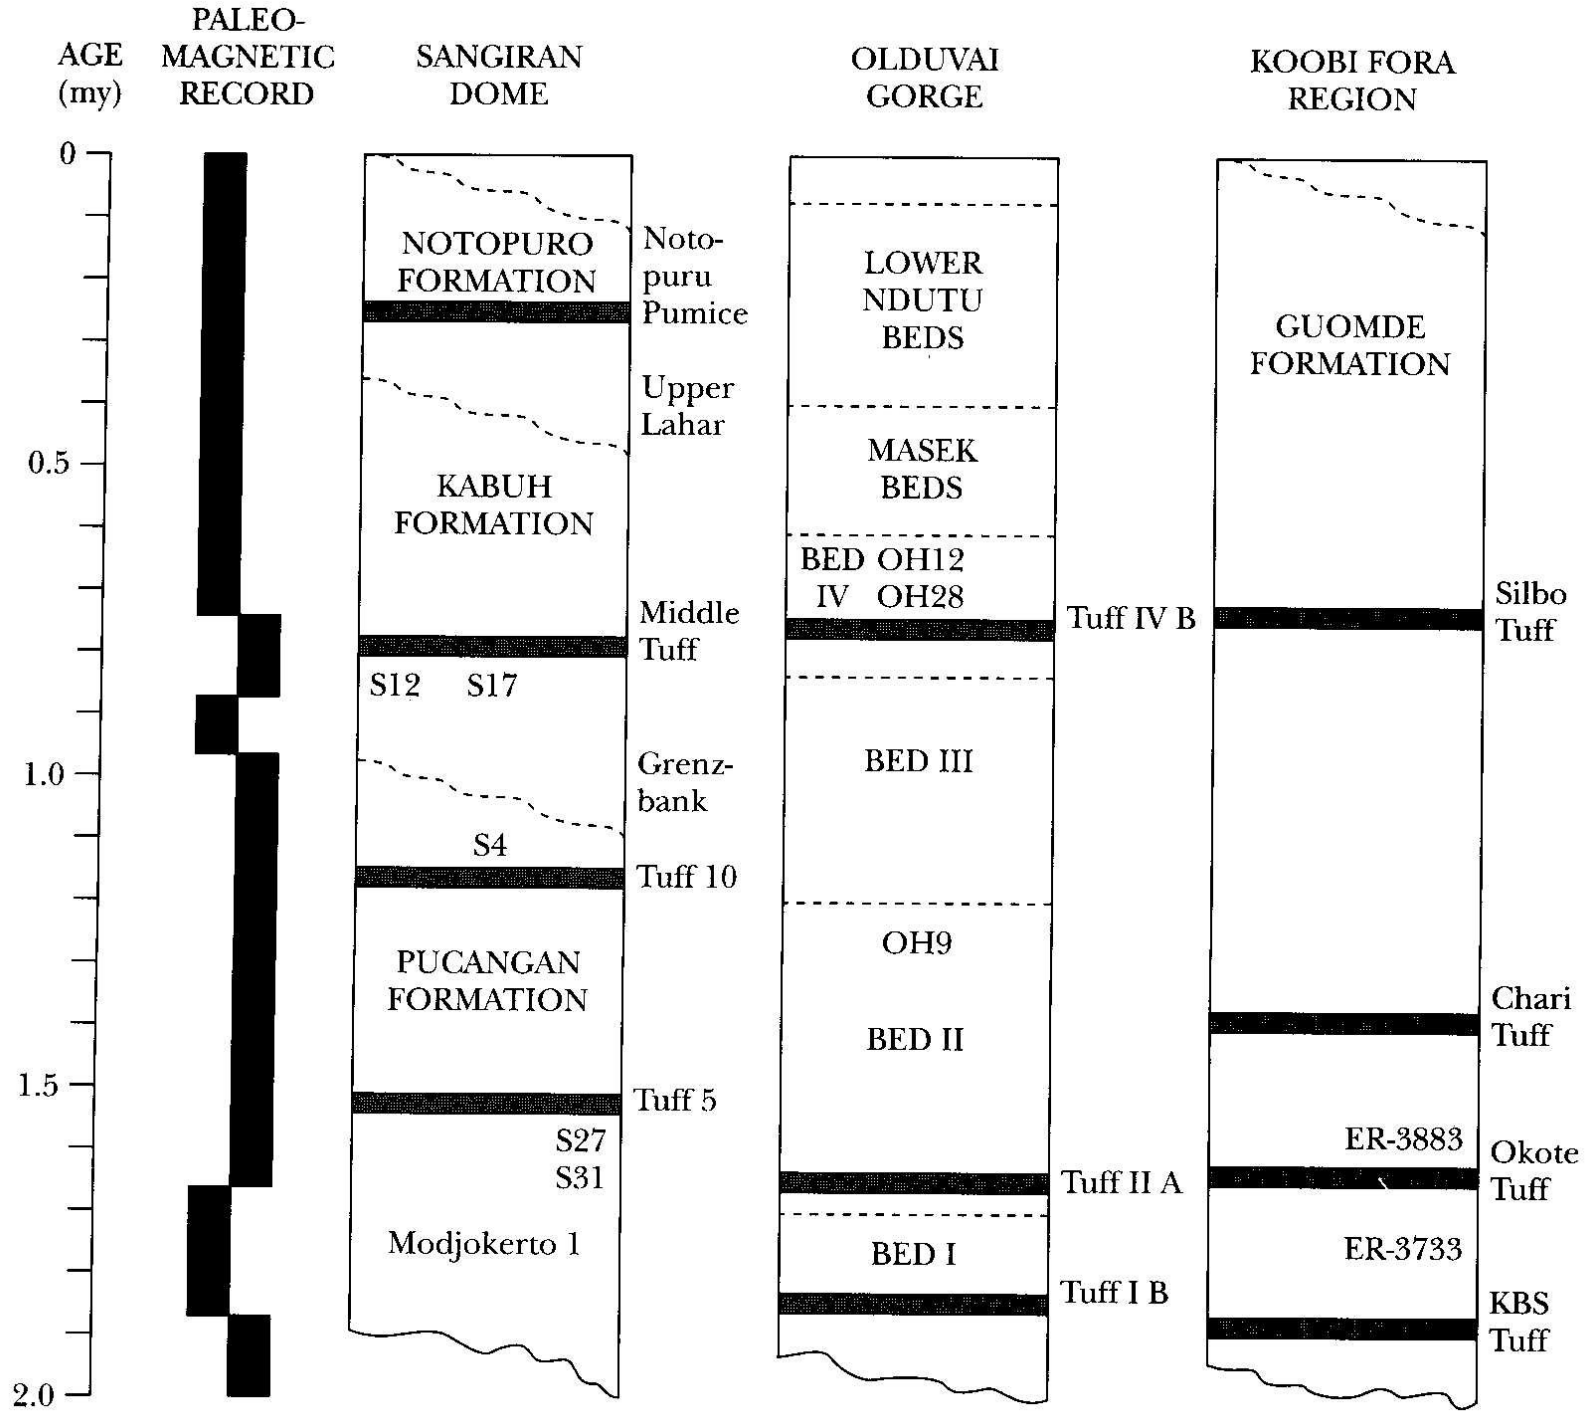 PALEO-
MAGNETIC
RECORD
AGE
(my)
SANGIRAN
DOME
OLDUVAI
GORGE
KOOBI FORA
REGION
0
0.5
1.0
1.5
2.0
NOTOPURO
FORMATION
Noto-
puru
Pumice
Upper
Lahar
KABUH
FORMATION
Middle
Tuff
S12 S17
Grenz-
bank
S4
Tuff 10
PUCANGAN
FORMATION
Tuff 5
S27
S31
Modjokerto 1
LOWER
NDUTU
BEDS
MASEK
BEDS
BED OH12
IV OH28
Tuff IV B
BED III
OH9
BED II
Tuff II A
BED I
Tuff I B
GUOMDE
FORMATION
Silbo
Tuff
Chari
Tuff
ER-3883
Okote
Tuff
ER-3733
KBS
Tuff